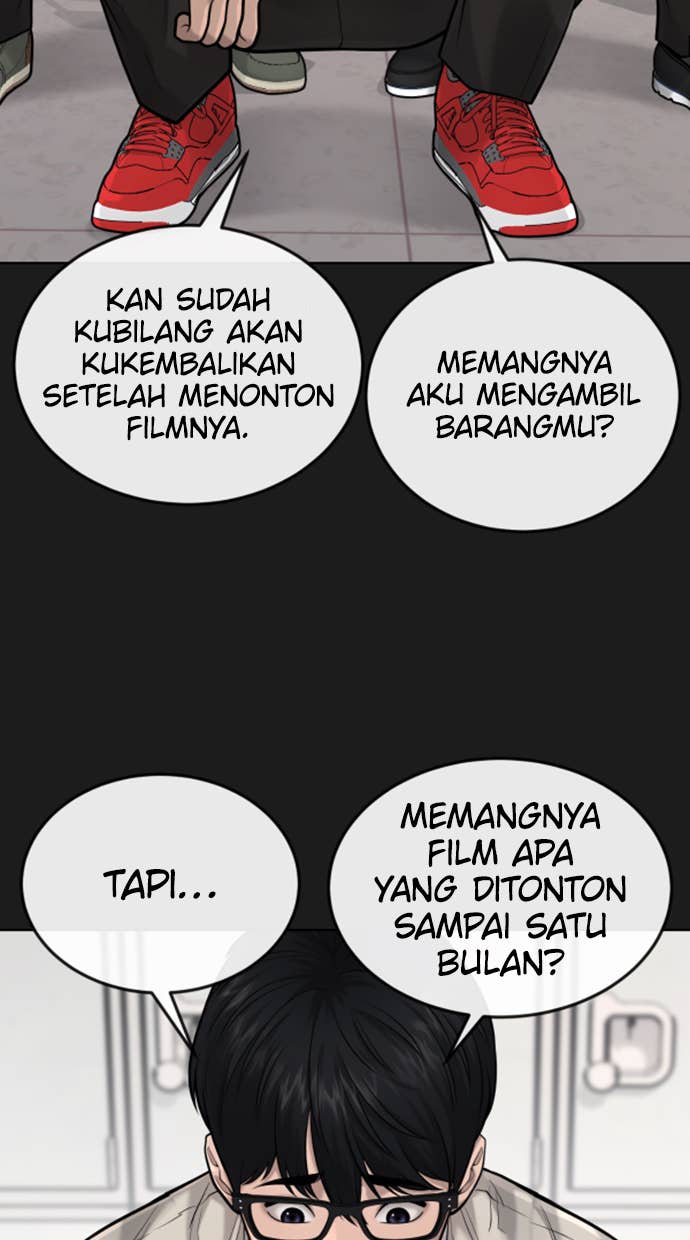 KAN SUDAH
KUBILANG AKAN
KUKEMBALIKAN
SETELAH MENONTON
FILMNYA.
MEMANGNYA
AKU MENGAMBIL
BARANGMU?
TAPI...
MEMANGNYA
FILM APA
YANG DITONTON
SAMPAI SATU
BULAN?